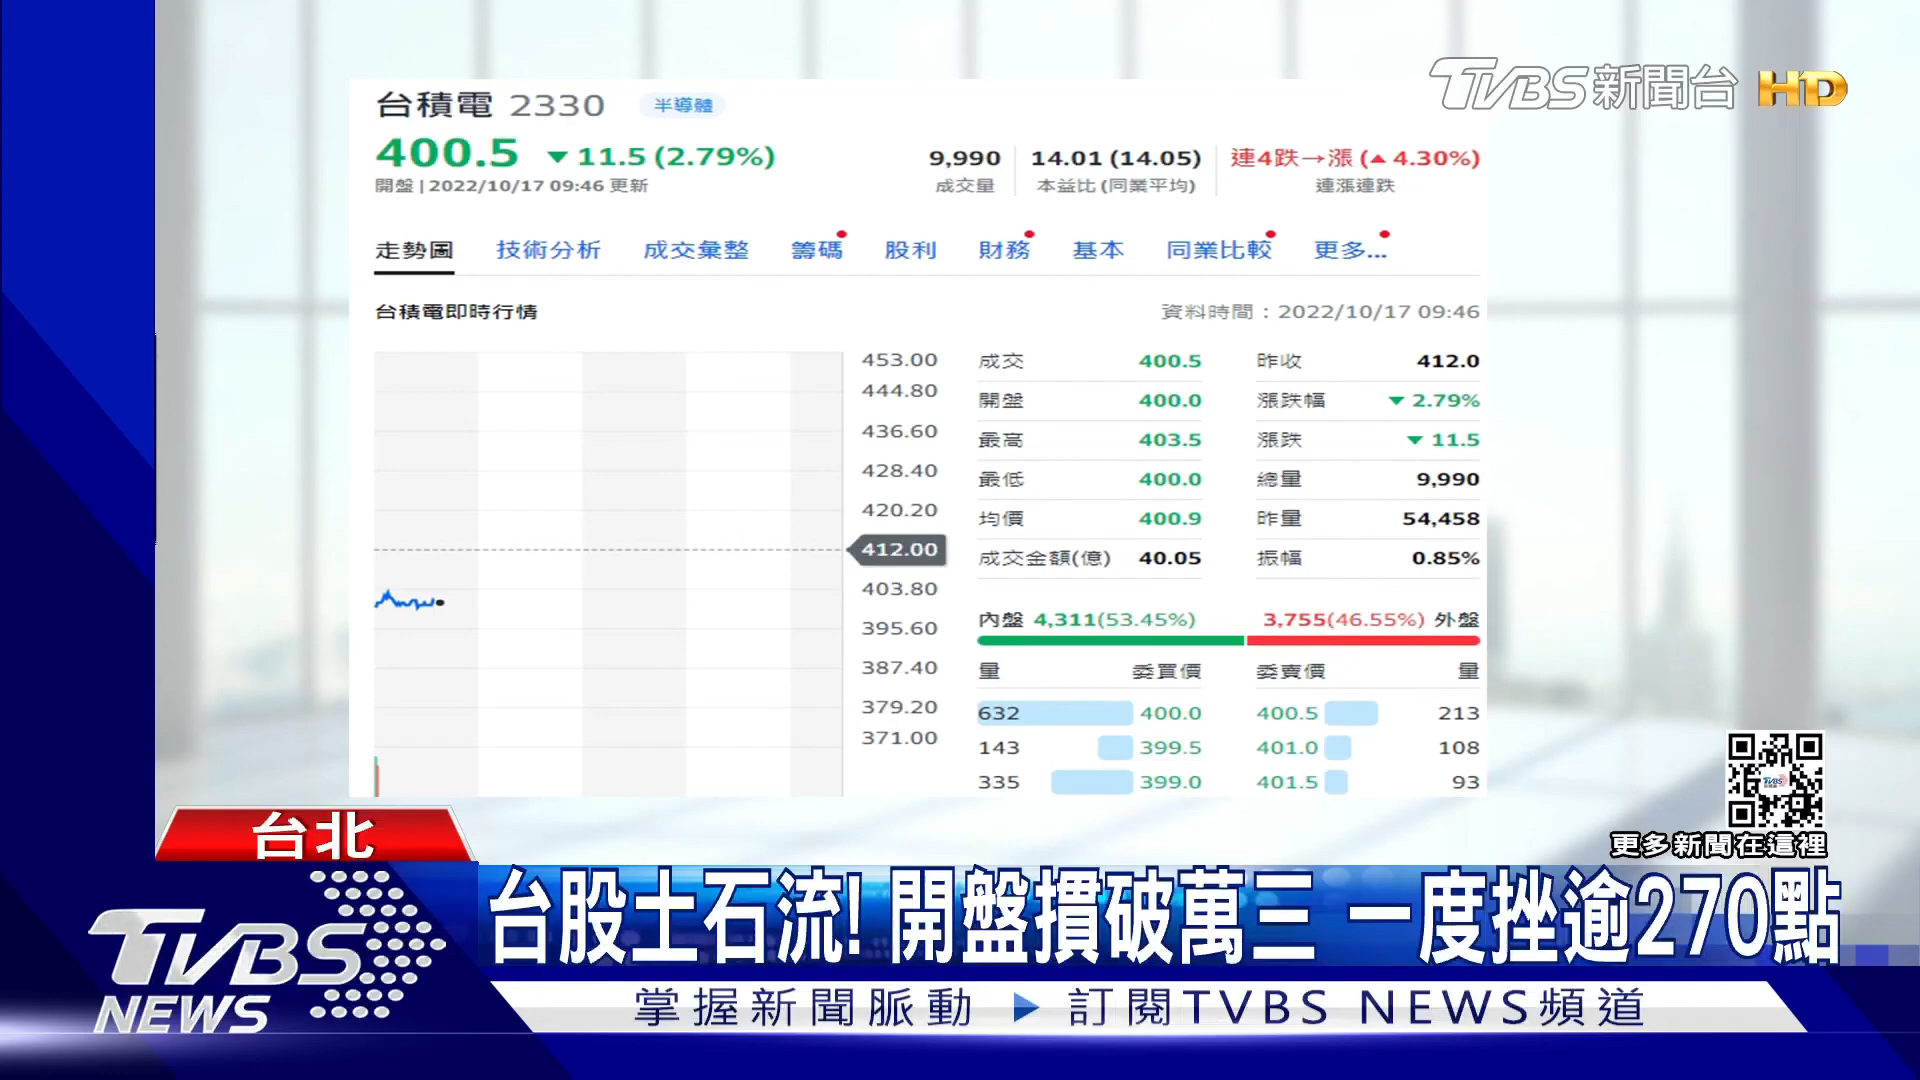 TVBS新聞台 HD
台積電 2330 半導體
400.5 ▼ 11.5 (2.79%)
開盤 | 2022/10/17 09:46 更新
9,990 14.01 (14.05) 連4跌→漲 (▲ 4.30%)
成交量 本益比 (同業平均) 連漲連跌
走勢圖 技術分析 成交彙整 籌碼 股利 財務 基本 同業比較 更多...
台積電即時行情 資料時間：2022/10/17 09:46
453.00
444.80
436.60
428.40
420.20
412.00
403.80
395.60
387.40
379.20
371.00
成交 400.5 昨收 412.0
開盤 400.0 漲跌幅 ▼ 2.79%
最高 403.5 漲跌 ▼ 11.5
最低 400.0 總量 9,990
均價 400.9 昨量 54,458
成交金額(億) 40.05 振幅 0.85%
內盤 4,311(53.45%) 3,755(46.55%) 外盤
量 委買價 委賣價 量
632 400.0 400.5 213
143 399.5 401.0 108
335 399.0 401.5 93
TVBS
更多新聞在這裡
台北
台股土石流! 開盤摜破萬三 一度挫逾270點
TVBS NEWS
掌握新聞脈動 ▶ 訂閱TVBS NEWS頻道